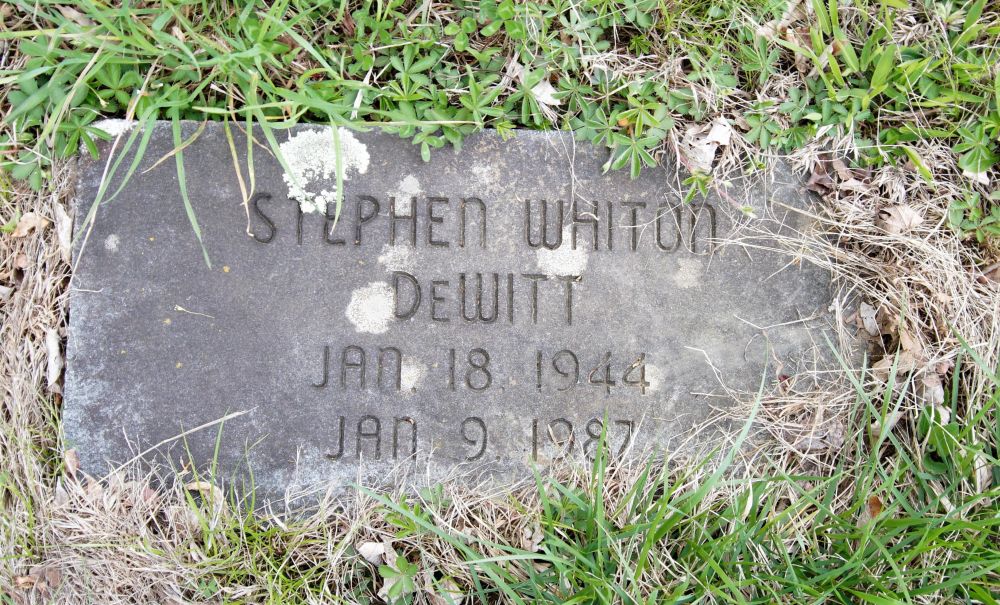 STEPHEN WHITON
DeWITT
JAN 18, 1944
JAN 9, 1987